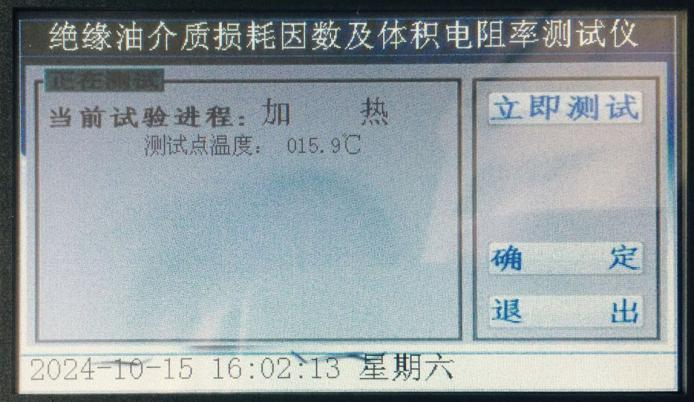 绝缘油介质损耗因数及体积电阻率测试仪
正在测试
当前试验进程：加 热
测试点温度： 015.9℃
立即测试
确 定
退 出
2024-10-15 16:02:13 星期六